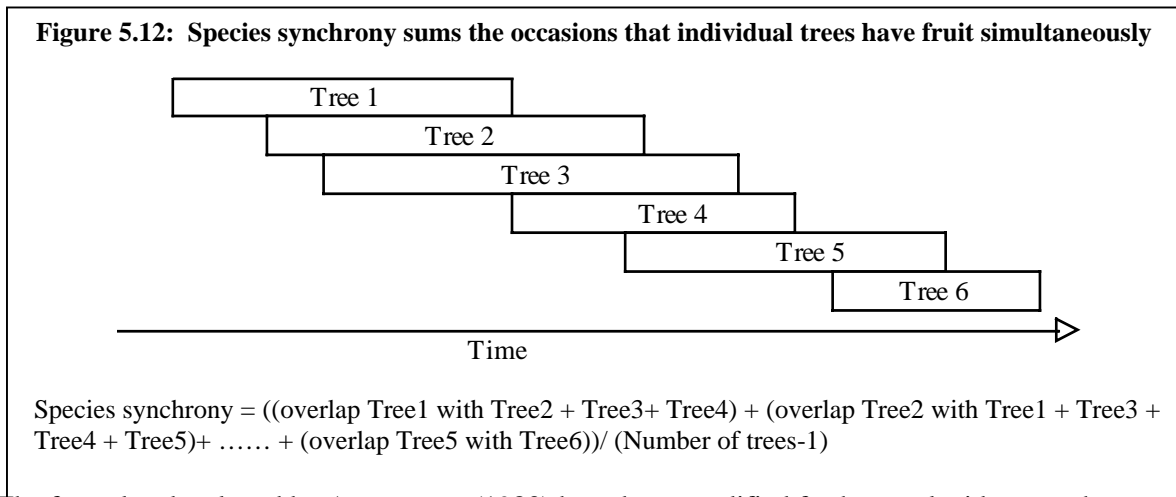 Figure 5.12: Species synchrony sums the occasions that individual trees have fruit simultaneously
Tree 1
Tree 2
Tree 3
Tree 4
Tree 5
Tree 6
Time
Species synchrony = ((overlap Tree1 with Tree2 + Tree3+ Tree4) + (overlap Tree2 with Tree1 + Tree3 +
Tree4 + Tree5)+ …… + (overlap Tree5 with Tree6))/ (Number of trees-1)